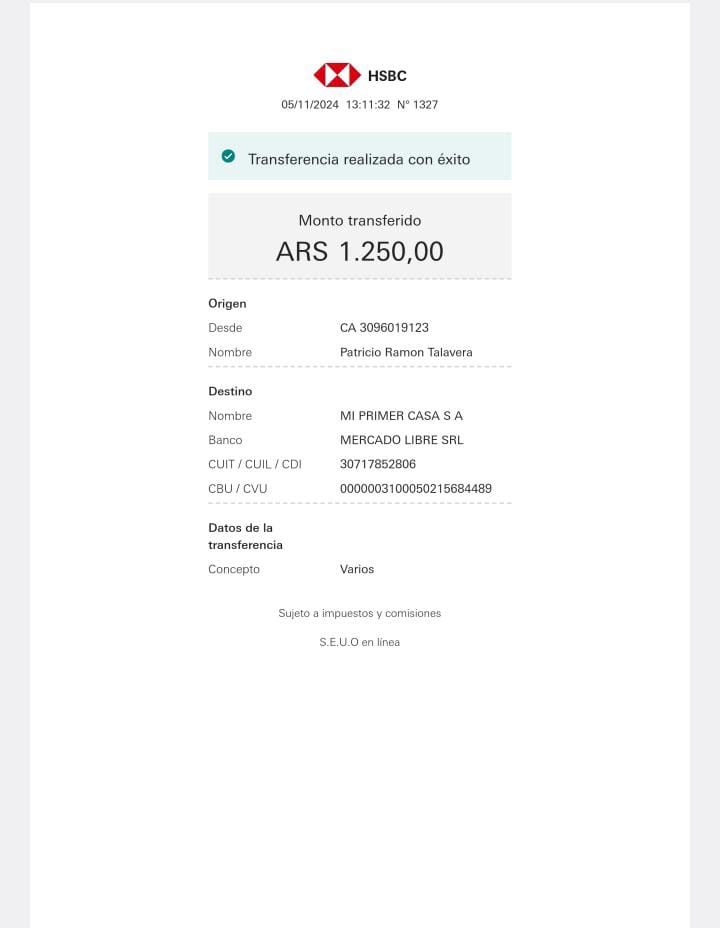 HSBC
05/11/2024 13:11:32 N° 1327
Transferencia realizada con éxito
Monto transferido
ARS 1.250,00
Origen
Desde CA 3096019123
Nombre Patricio Ramon Talavera
Destino
Nombre MI PRIMER CASA S A
Banco MERCADO LIBRE SRL
CUIT / CUIL / CDI 30717852806
CBU / CVU 0000003100050215684489
Datos de la
transferencia
Concepto Varios
Sujeto a impuestos y comisiones
S.E.U.O en línea